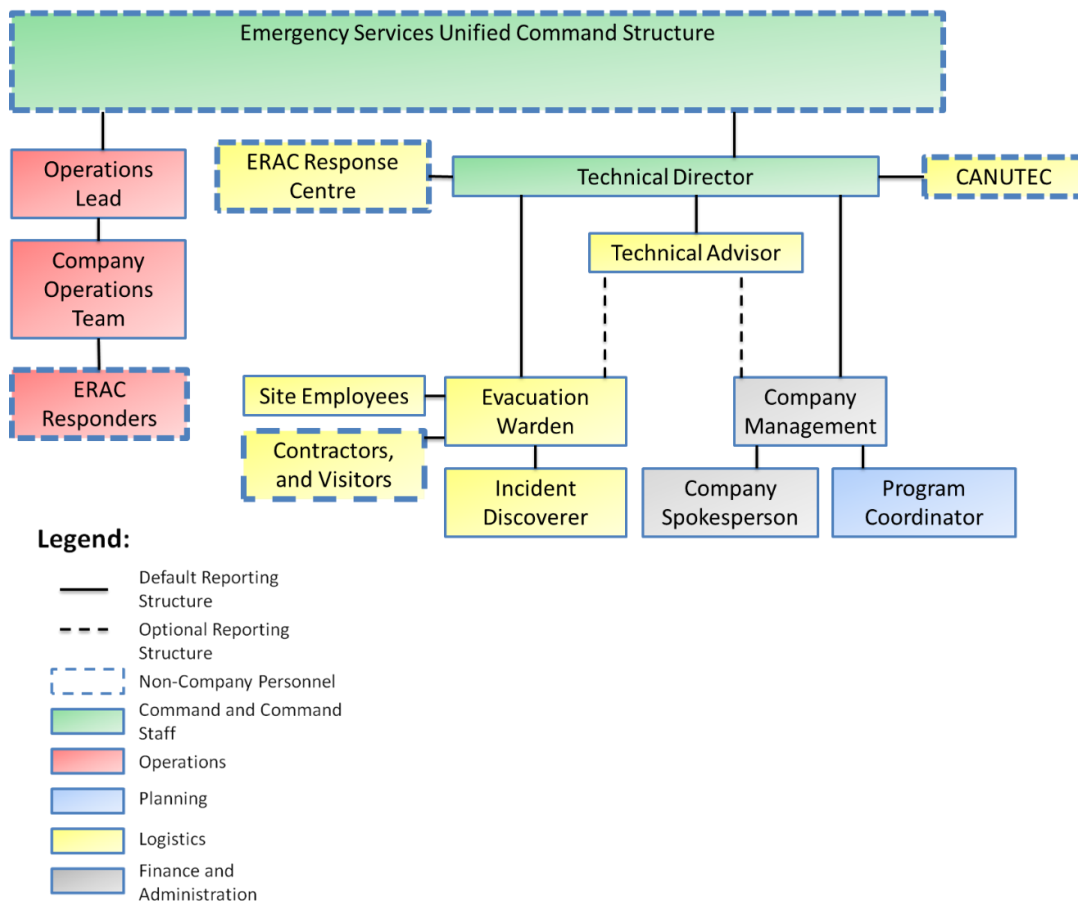 Emergency Services Unified Command Structure
Operations
Lead
ERAC Response
Centre
Technical Director
CANUTEC
Company
Operations
Team
Technical Advisor
ERAC
Responders
Site Employees
Evacuation
Warden
Company
Management
Contractors,
and Visitors
Incident
Discoverer
Company
Spokesperson
Program
Coordinator
Legend:
Default Reporting
Structure
Optional Reporting
Structure
Non-Company Personnel
Command and Command
Staff
Operations
Planning
Logistics
Finance and
Administration